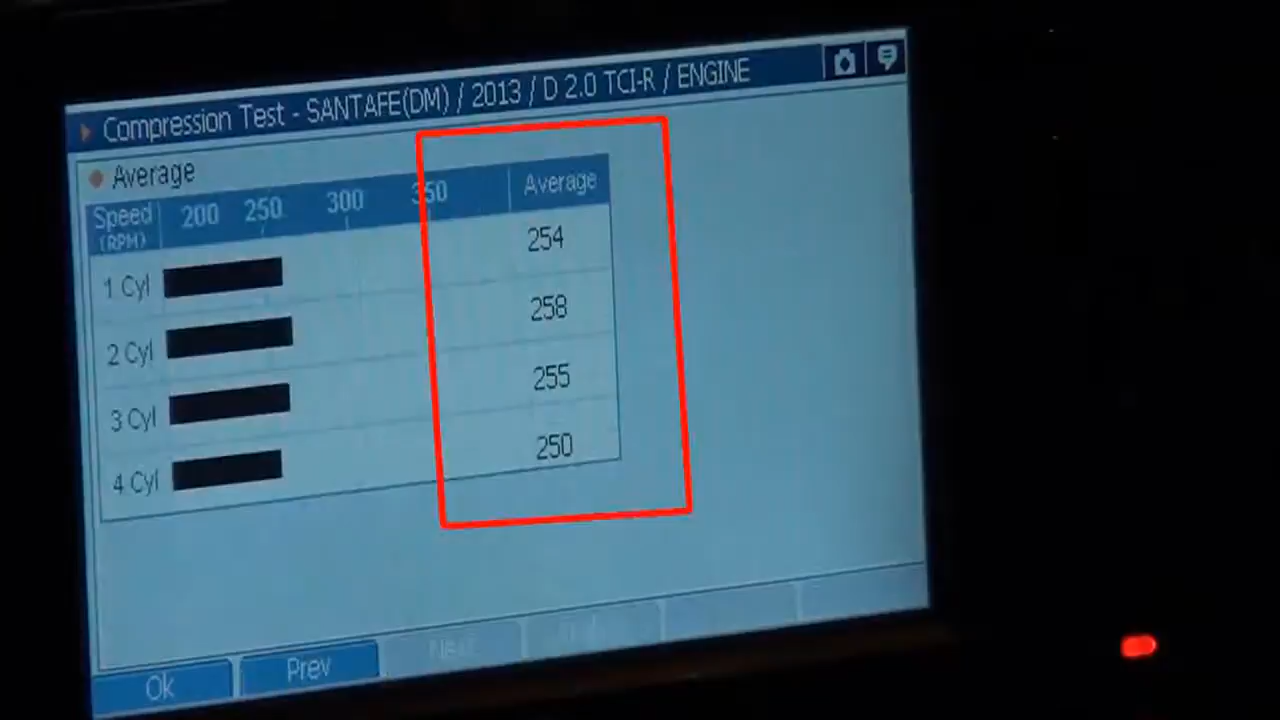 Compression Test - SANTAFE(DM) / 2013 / D 2.0 TCI-R / ENGINE
Average
Speed (RPM) 200 250 300 350 Average
1 Cyl 254
2 Cyl 258
3 Cyl 255
4 Cyl 250
Ok Prev Next